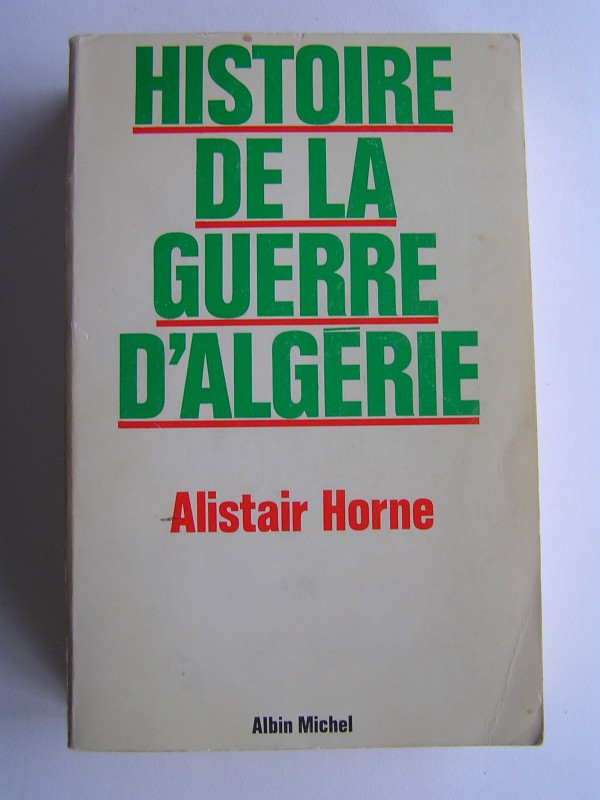 HISTOIRE
DE LA
GUERRE
D'ALGÉRIE
Alistair Horne
Albin Michel